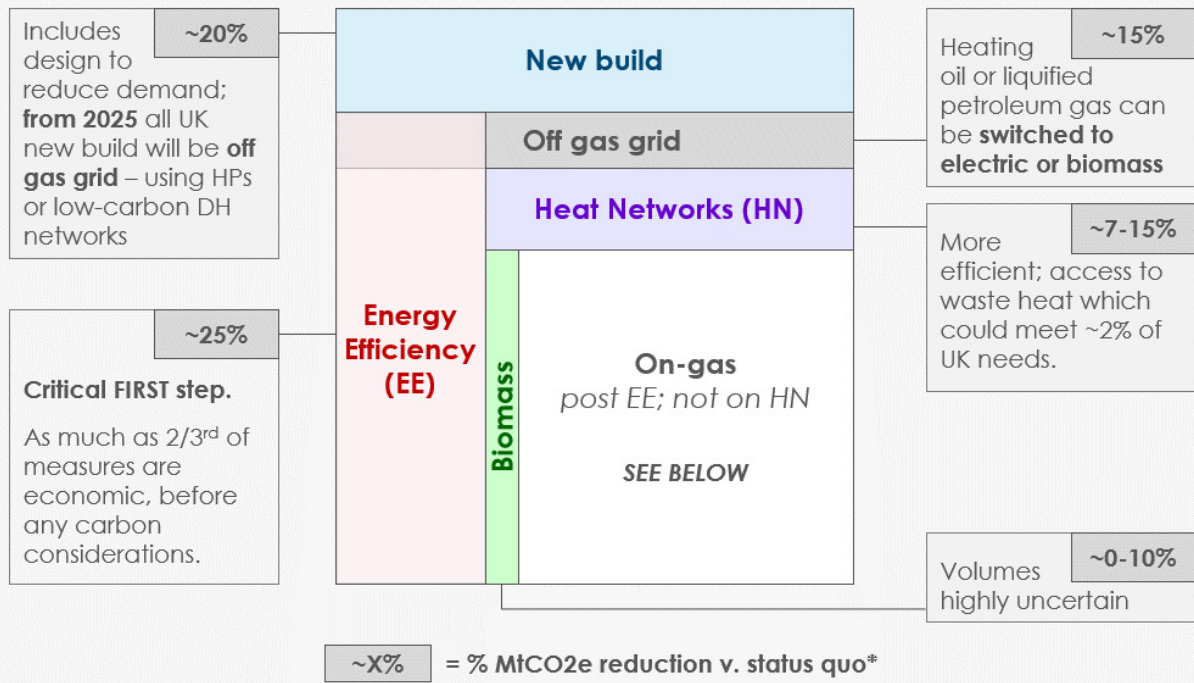 ~20%
Includes
design to
reduce demand;
from 2025 all UK
new build will be off
gas grid – using HPs
or low-carbon DH
networks
~25%
Critical FIRST step.
As much as 2/3rd of
measures are
economic, before
any carbon
considerations.
New build
Off gas grid
Heat Networks (HN)
Energy
Efficiency
(EE)
Biomass
On-gas
post EE; not on HN
SEE BELOW
~15%
Heating
oil or liquified
petroleum gas can
be switched to
electric or biomass
~7-15%
More
efficient; access to
waste heat which
could meet ~2% of
UK needs.
~0-10%
Volumes
highly uncertain
~X% = % MtCO2e reduction v. status quo*